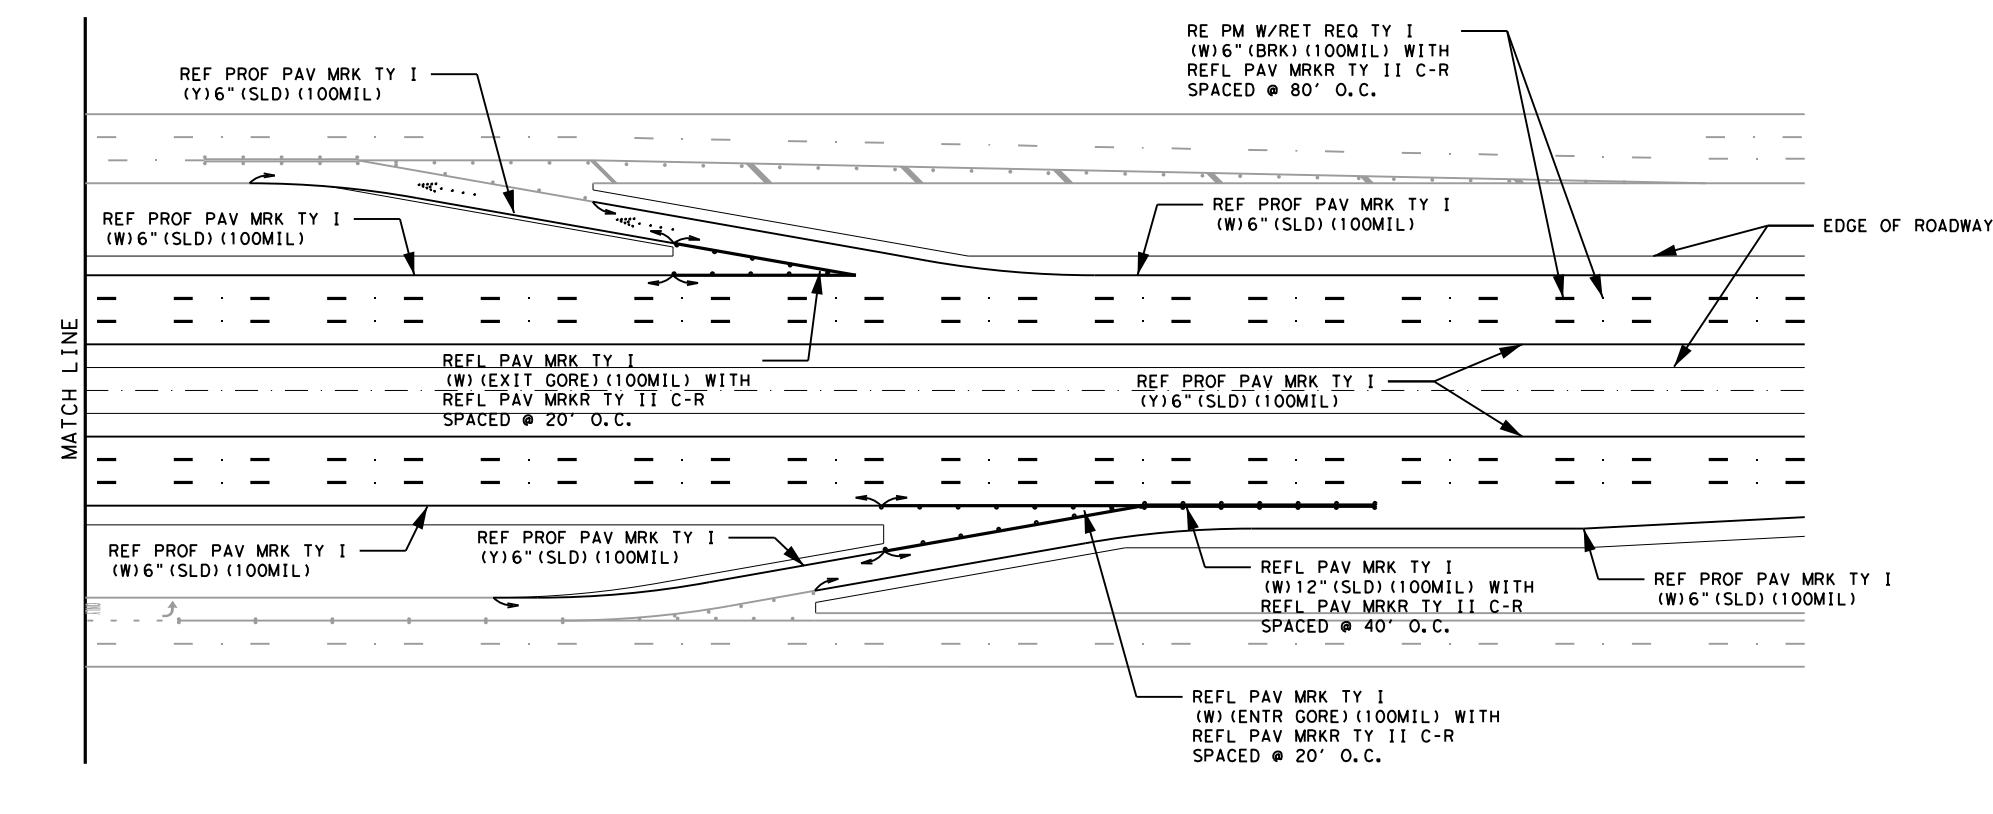 RE PM W/RET REQ TY I
(W)6"(BRK)(100MIL) WITH
REFL PAV MRKR TY II C-R
SPACED @ 80' O.C.
REF PROF PAV MRK TY I
(Y)6"(SLD)(100MIL)
REF PROF PAV MRK TY I
(W)6"(SLD)(100MIL)
REF PROF PAV MRK TY I
(W)6"(SLD)(100MIL)
EDGE OF ROADWAY
MATCH LINE
REFL PAV MRK TY I
(W)(EXIT GORE)(100MIL) WITH
REFL PAV MRKR TY II C-R
SPACED @ 20' O.C.
REF PROF PAV MRK TY I
(Y)6"(SLD)(100MIL)
REF PROF PAV MRK TY I
(W)6"(SLD)(100MIL)
REF PROF PAV MRK TY I
(Y)6"(SLD)(100MIL)
REFL PAV MRK TY I
(W)12"(SLD)(100MIL) WITH
REFL PAV MRKR TY II C-R
SPACED @ 40' O.C.
REF PROF PAV MRK TY I
(W)6"(SLD)(100MIL)
REFL PAV MRK TY I
(W)(ENTR GORE)(100MIL) WITH
REFL PAV MRKR TY II C-R
SPACED @ 20' O.C.